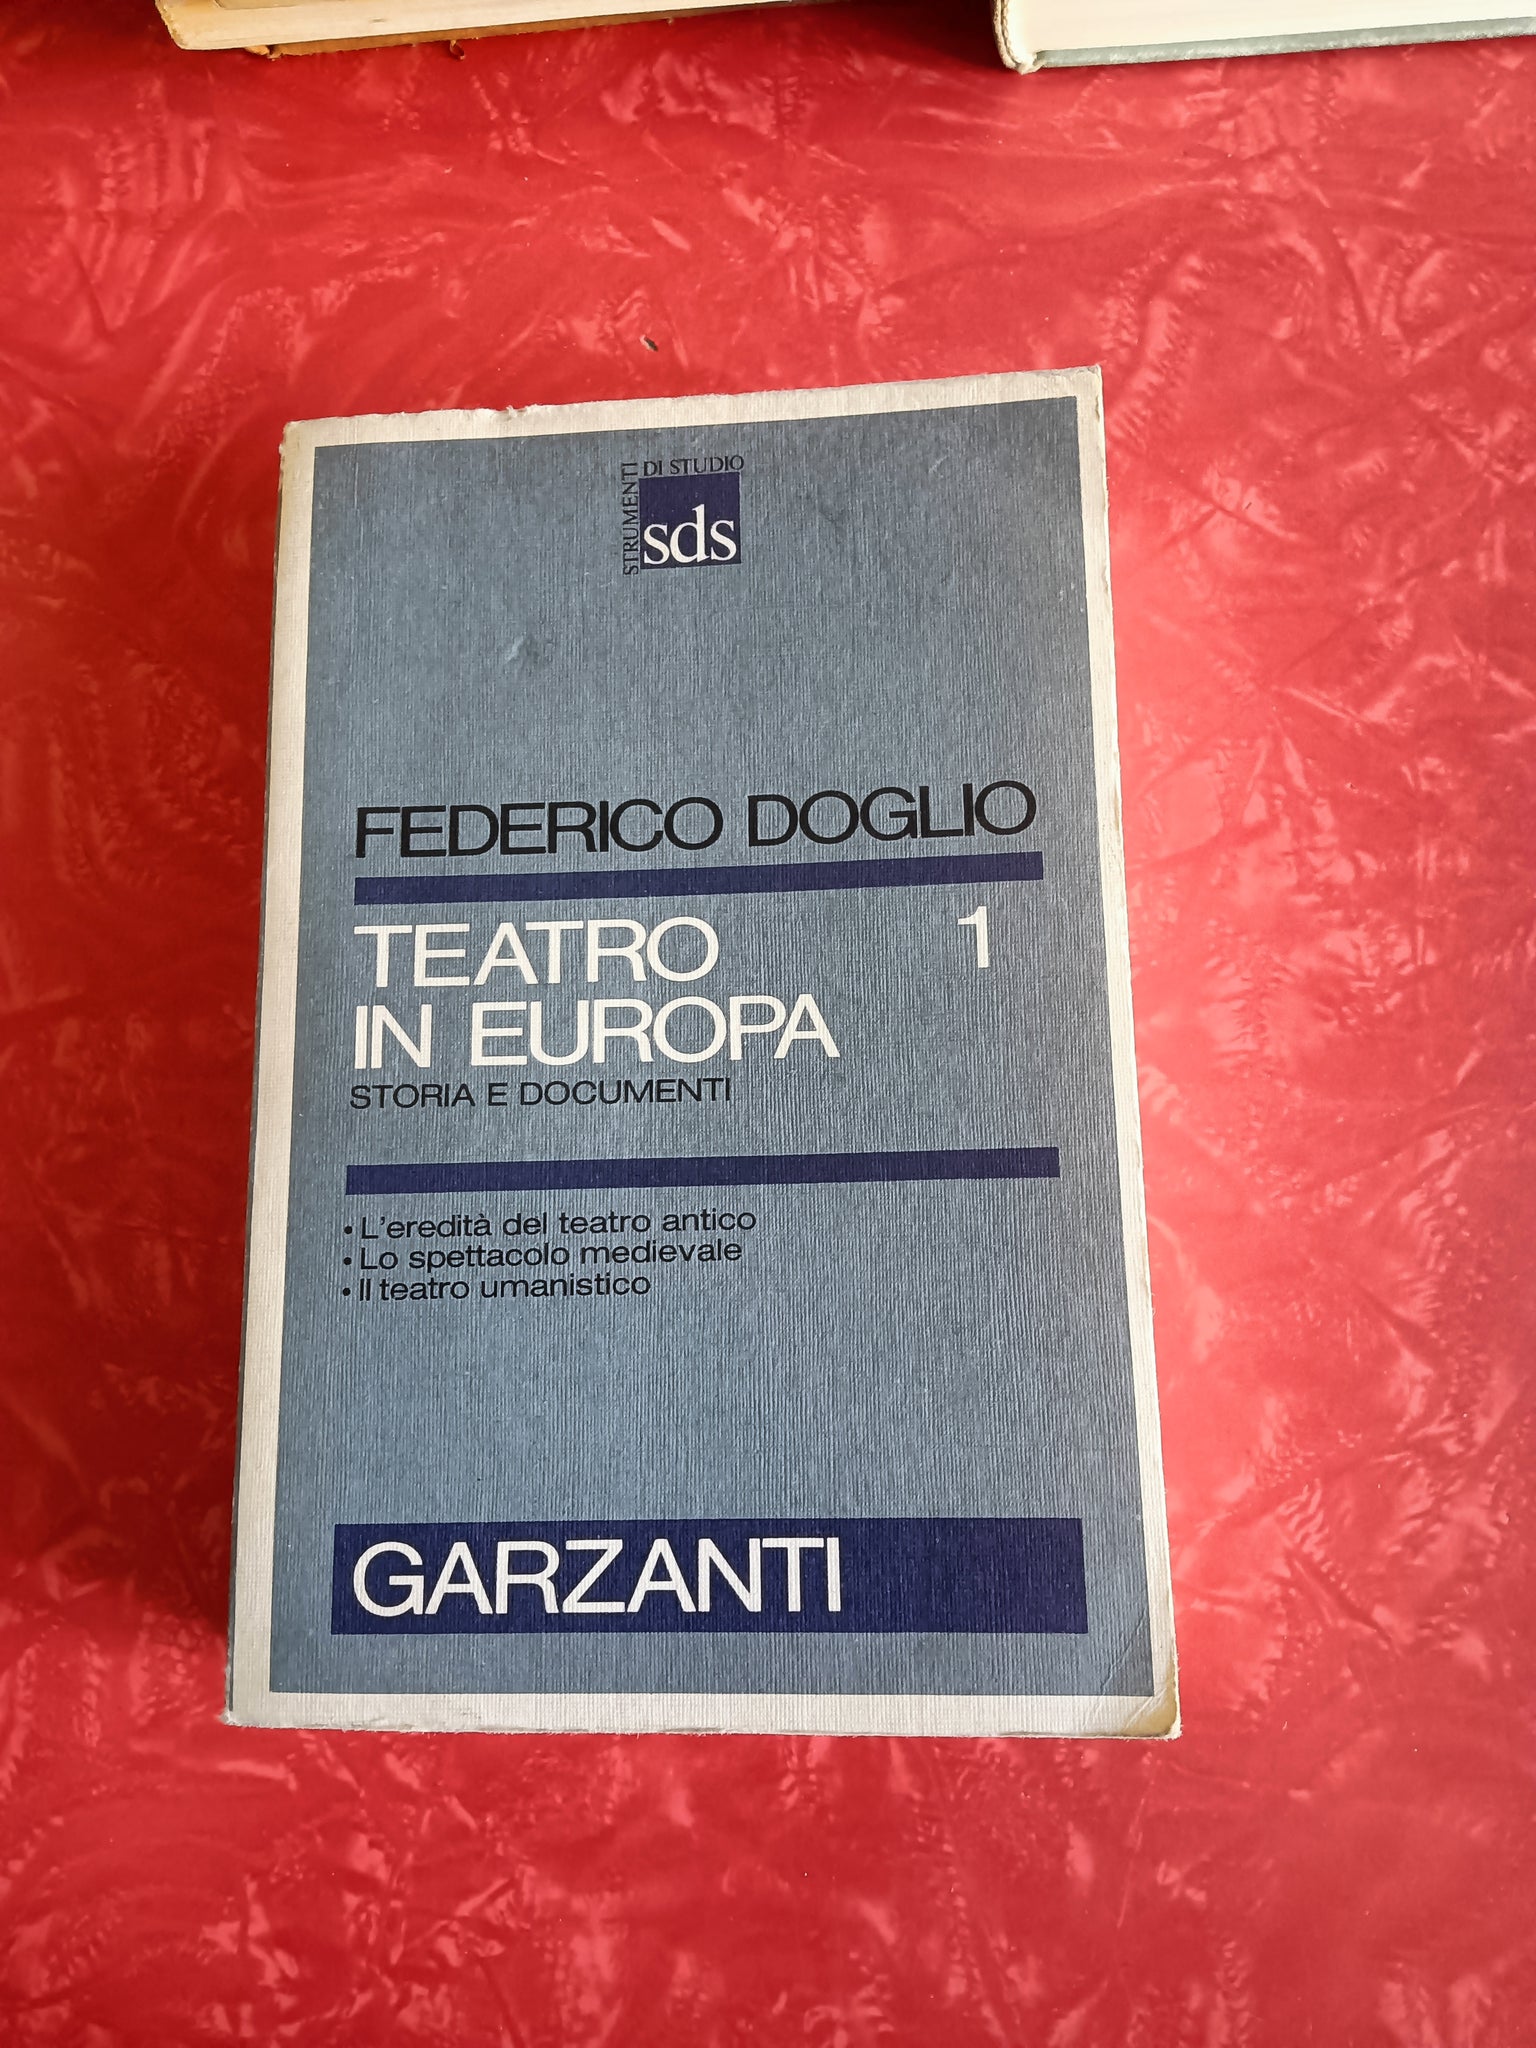 STRUMENTI
DI STUDIO
sds
FEDERICO DOGLIO
TEATRO 1
IN EUROPA
STORIA E DOCUMENTI
• L'eredità del teatro antico
• Lo spettacolo medievale
• Il teatro umanistico
GARZANTI